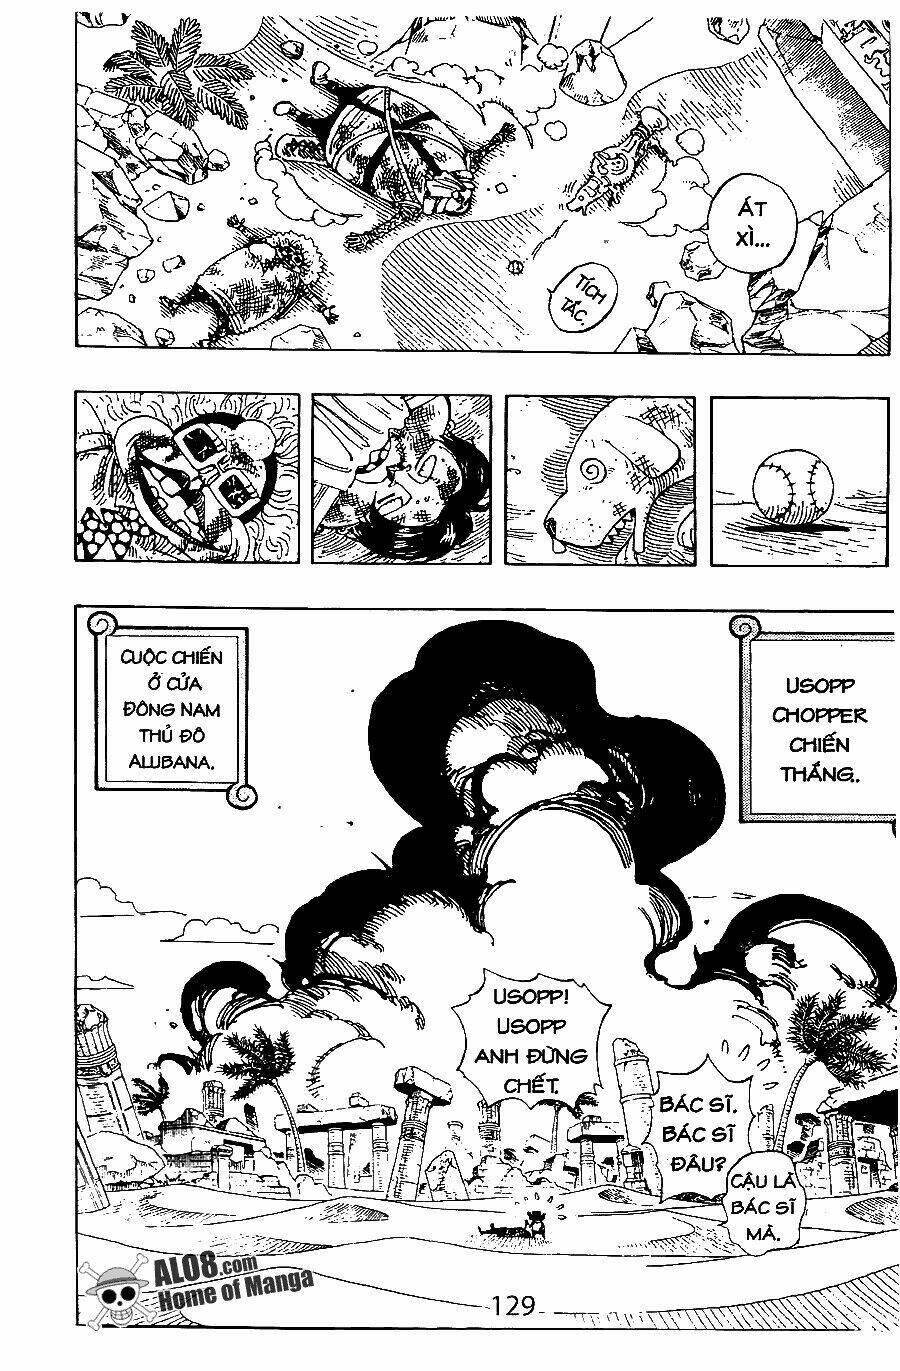 ÁT
XÌ...
TÍCH
TẮC.
CUỘC CHIẾN
Ở CỬA
ĐÔNG NAM
THỦ ĐÔ
ALUBANA.
USOPP
CHOPPER
CHIẾN
THẮNG.
USOPP!
USOPP
ANH ĐỪNG
CHẾT.
BÁC SĨ.
BÁC SĨ
ĐÂU?
CẬU LÀ
BÁC SĨ
MÀ.
ALO8.com
Home of Manga
129